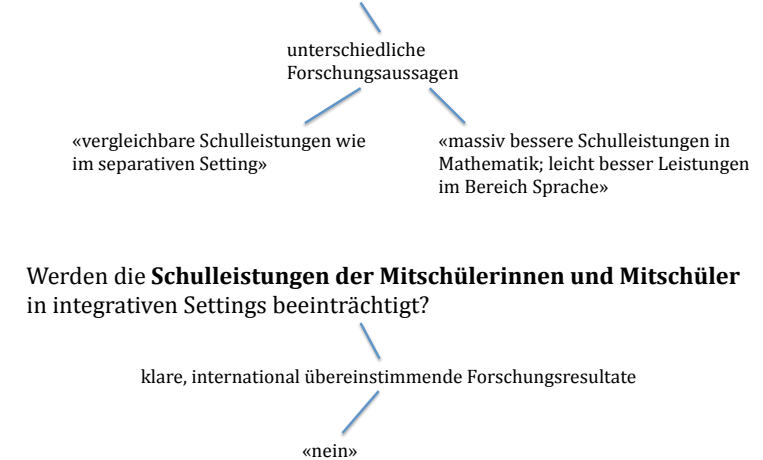 unterschiedliche
Forschungsaussagen
«vergleichbare Schulleistungen wie
im separativen Setting»
«massiv bessere Schulleistungen in
Mathematik; leicht besser Leistungen
im Bereich Sprache»
Werden die Schulleistungen der Mitschülerinnen und Mitschüler
in integrativen Settings beeinträchtigt?
klare, international übereinstimmende Forschungsresultate
«nein»